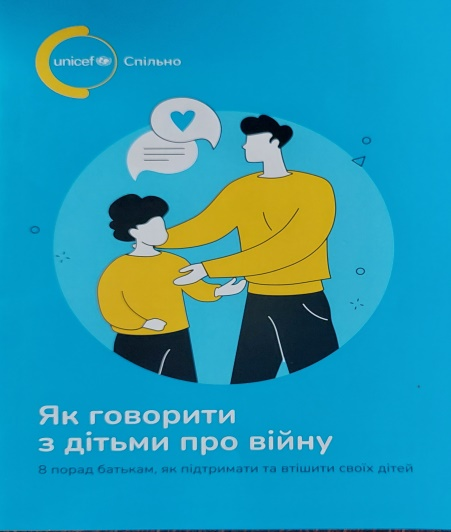 unicef Спільно
Як говорити
з дітьми про війну
8 порад батькам, як підтримати та втішити своїх дітей